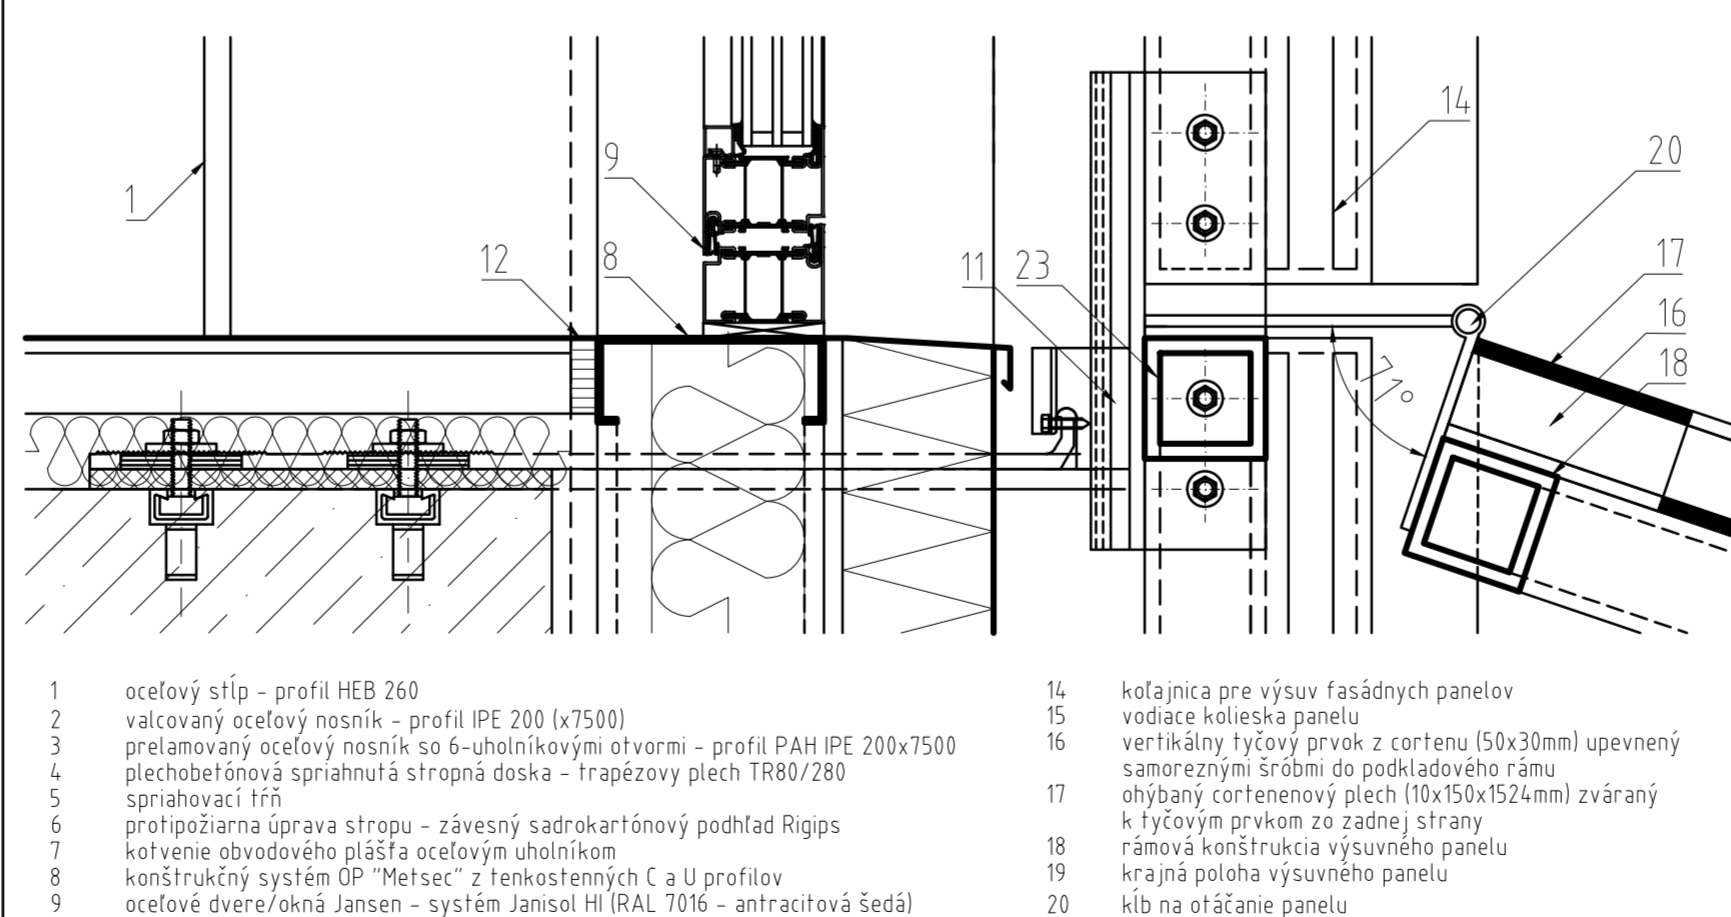 14
20
9
1
17
12
8
11
23
16
71°
18
1 oceľový stĺp - profil HEB 260
2 valcovaný oceľový nosník - profil IPE 200 (x7500)
3 prelamovaný oceľový nosník so 6-uholníkovými otvormi - profil PAH IPE 200x7500
4 plechobetónová spriahnutá stropná doska - trapézovy plech TR80/280
5 spriahovací tŕň
6 protipožiarna úprava stropu - závesný sadrokartónový podhľad Rigips
7 kotvenie obvodového plášťa oceľovým uholníkom
8 konštrukčný systém OP "Metsec" z tenkostenných C a U profilov
9 oceľové dvere/okná Jansen - systém Janisol HI (RAL 7016 - antracitová šedá)
14 koľajnica pre výsuv fasádnych panelov
15 vodiace kolieska panelu
16 vertikálny tyčový prvok z cortenu (50x30mm) upevnený
samoreznými šróbmi do podkladového rámu
17 ohýbaný cortenenový plech (10x150x1524mm) zváraný
k tyčovým prvkom zo zadnej strany
18 rámová konštrukcia výsuvného panelu
19 krajná poloha výsuvného panelu
20 kĺb na otáčanie panelu